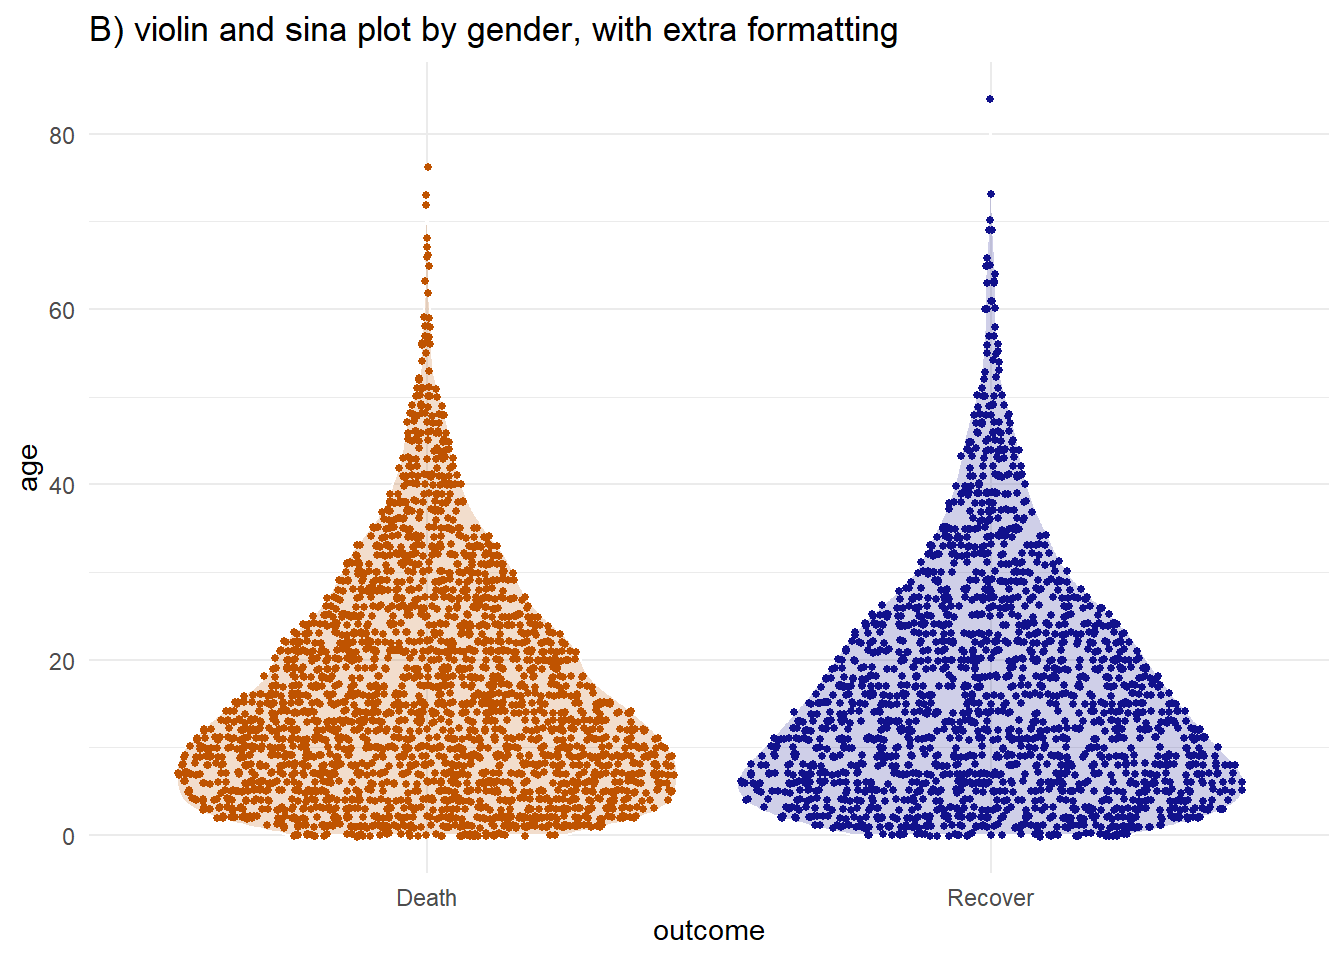 B) violin and sina plot by gender, with extra formatting
80
60
40
20
0
age
Death
Recover
outcome